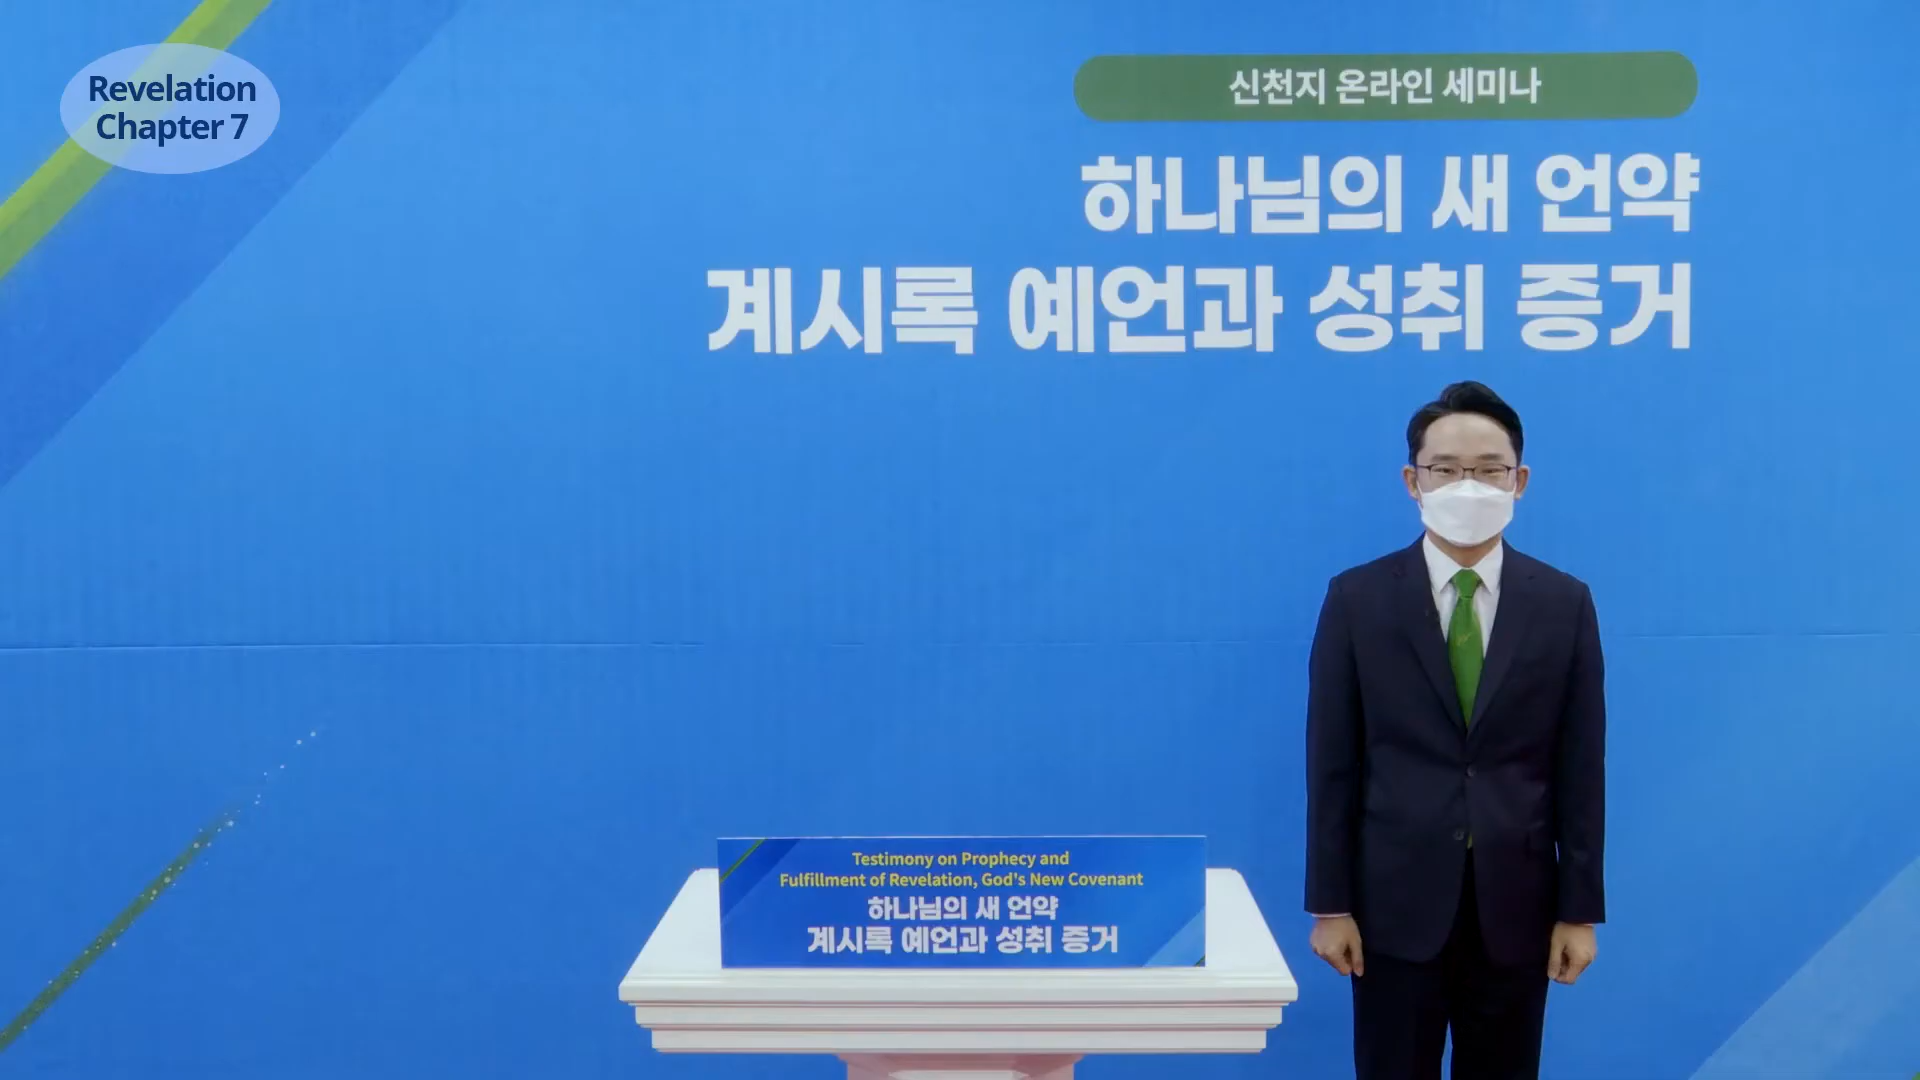 Revelation
Chapter 7
신천지 온라인 세미나
하나님의 새 언약
계시록 예언과 성취 증거
Testimony on Prophecy and
Fulfillment of Revelation, God's New Covenant
하나님의 새 언약
계시록 예언과 성취 증거